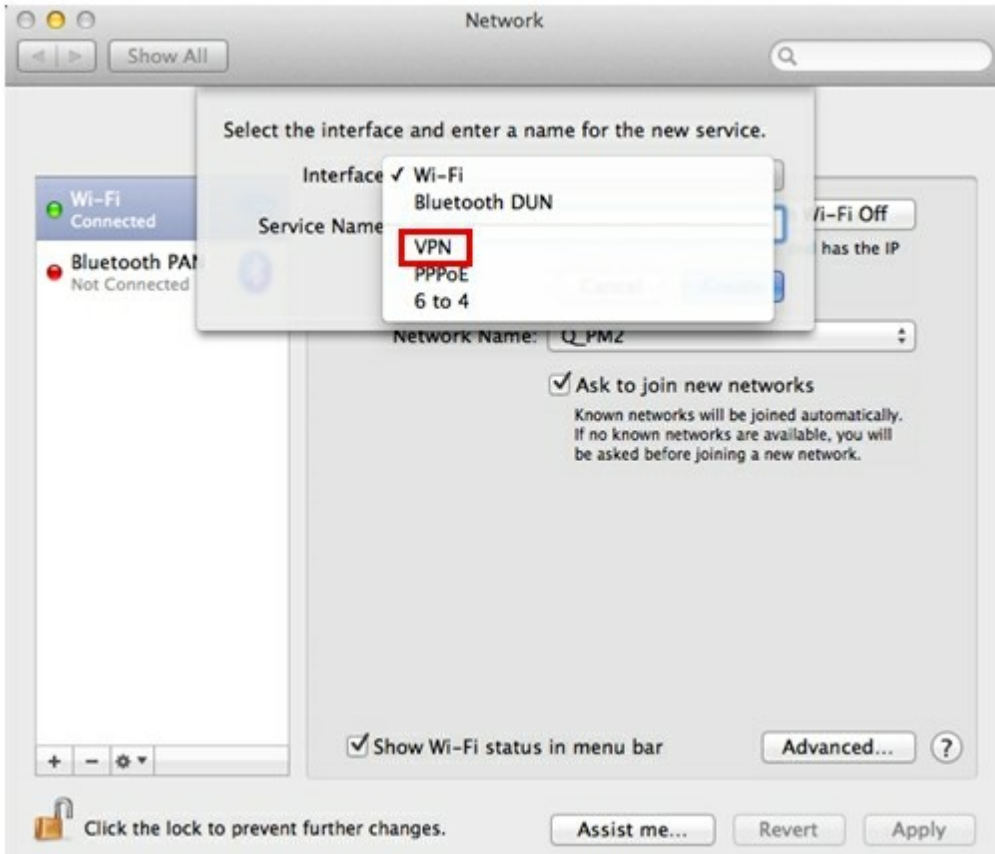 Network
Show All
Select the interface and enter a name for the new service.
Interface ✓ Wi-Fi
Bluetooth DUN
Service Name
VPN
PPPoE
6 to 4
Wi-Fi
Connected
Bluetooth PAN
Not Connected
Wi-Fi Off
has the IP
Cancel Create
Network Name: Q_PM2
✓ Ask to join new networks
Known networks will be joined automatically.
If no known networks are available, you will
be asked before joining a new network.
+ -
✓ Show Wi-Fi status in menu bar
Advanced... ?
Click the lock to prevent further changes.
Assist me... Revert Apply